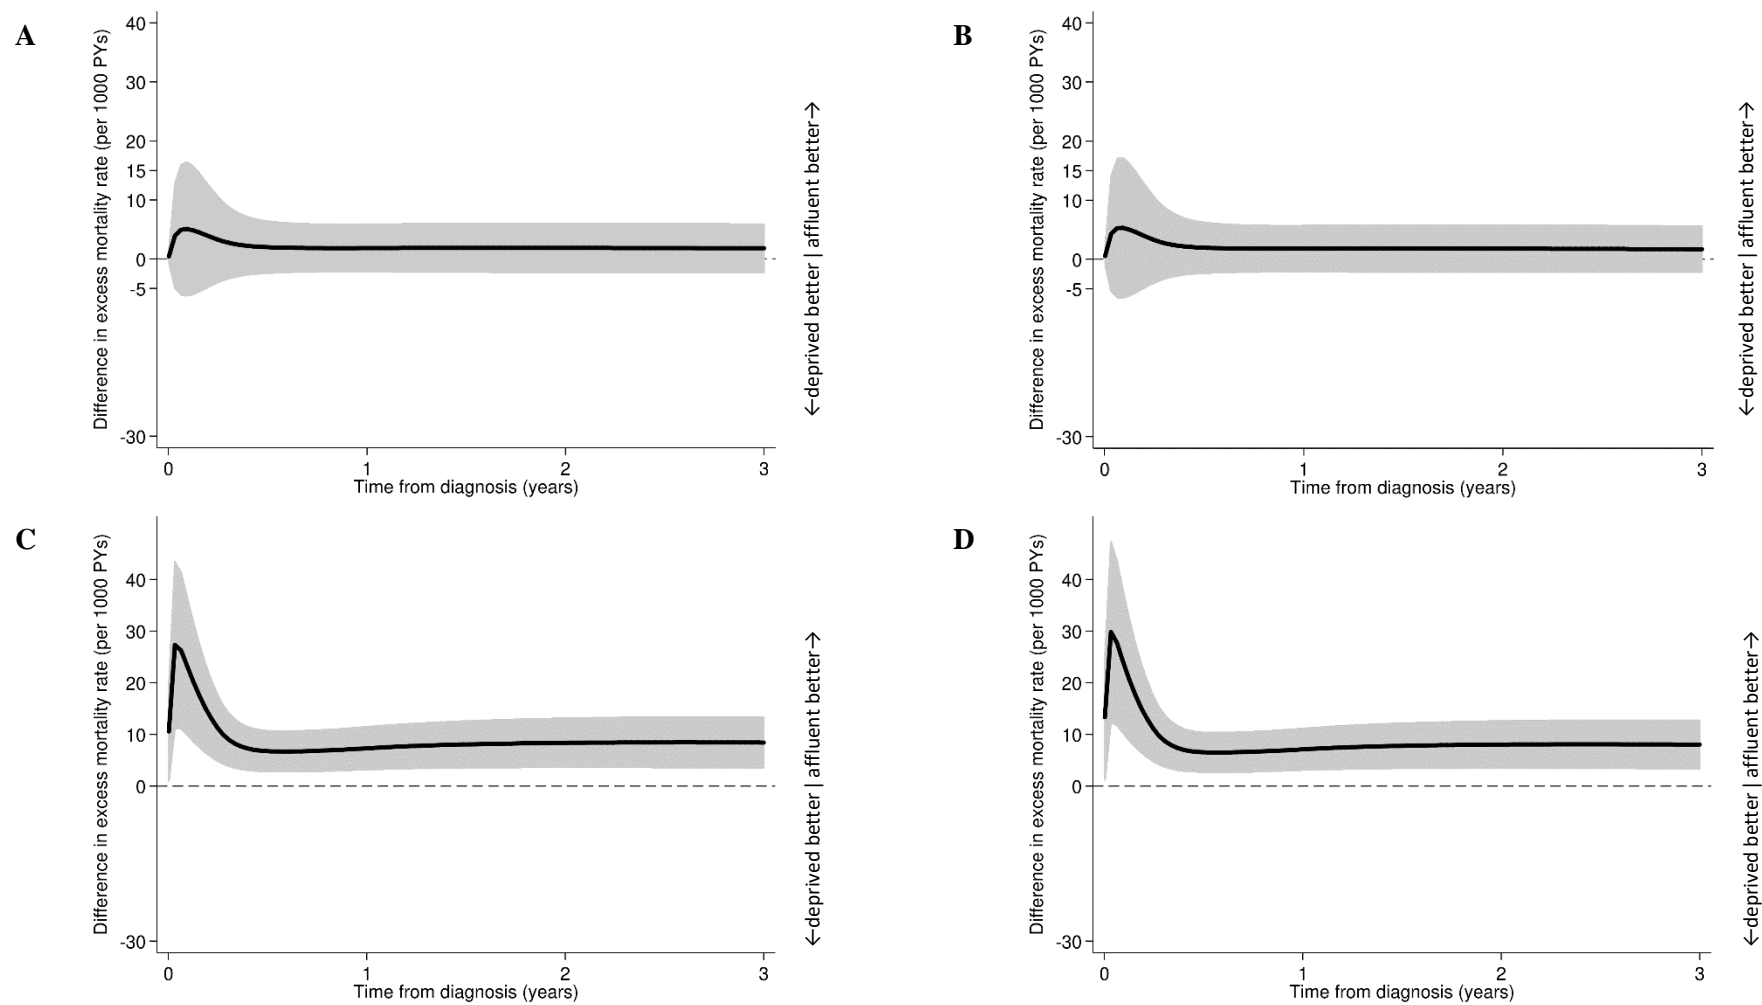 A
Difference in excess mortality rate (per 1000 PYs)
40
30
20
15
10
0
-5
-30
0 1 2 3
Time from diagnosis (years)
←deprived better | affluent better→
B
Difference in excess mortality rate (per 1000 PYs)
40
30
20
15
10
0
-5
-30
0 1 2 3
Time from diagnosis (years)
←deprived better | affluent better→
C
Difference in excess mortality rate (per 1000 PYs)
40
30
20
10
0
-30
0 1 2 3
Time from diagnosis (years)
←deprived better | affluent better→
D
Difference in excess mortality rate (per 1000 PYs)
40
30
20
10
0
-30
0 1 2 3
Time from diagnosis (years)
←deprived better | affluent better→